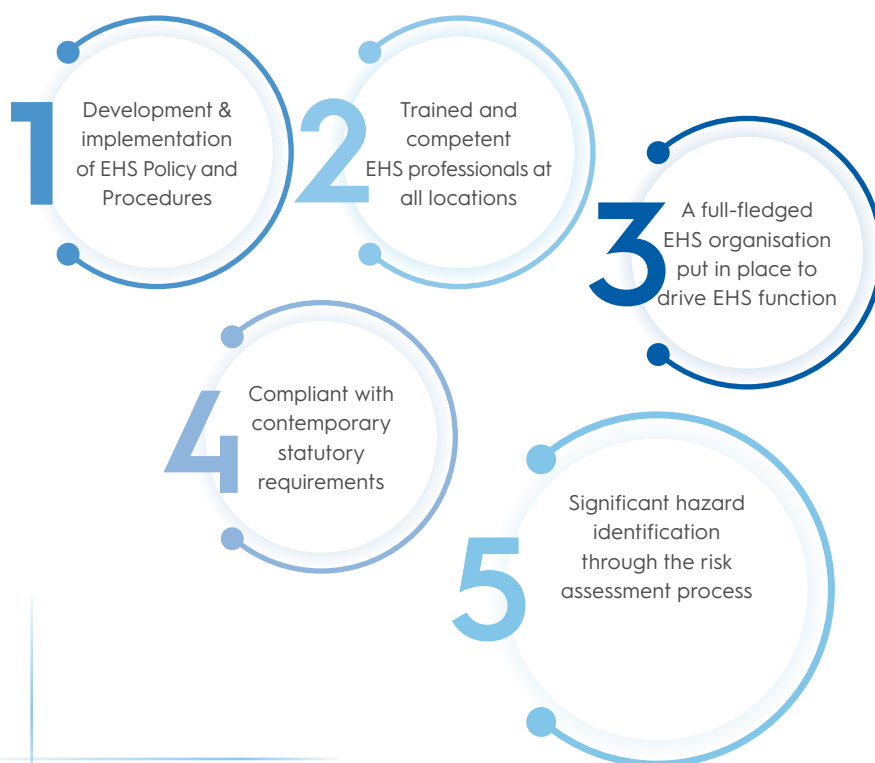 1
Development &
implementation
of EHS Policy and
Procedures
2
Trained and
competent
EHS professionals at
all locations
3
A full-fledged
EHS organisation
put in place to
drive EHS function
4
Compliant with
contemporary
statutory
requirements
5
Significant hazard
identification
through the risk
assessment process